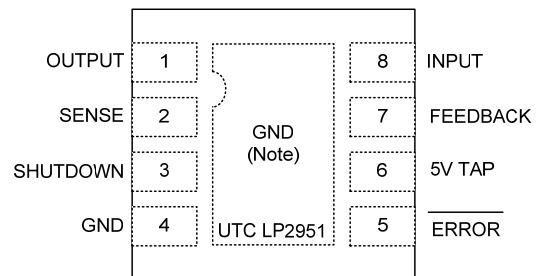 OUTPUT 1 8 INPUT
SENSE 2 7 FEEDBACK
GND
(Note)
SHUTDOWN 3 6 5V TAP
GND 4 UTC LP2951 5 ERROR